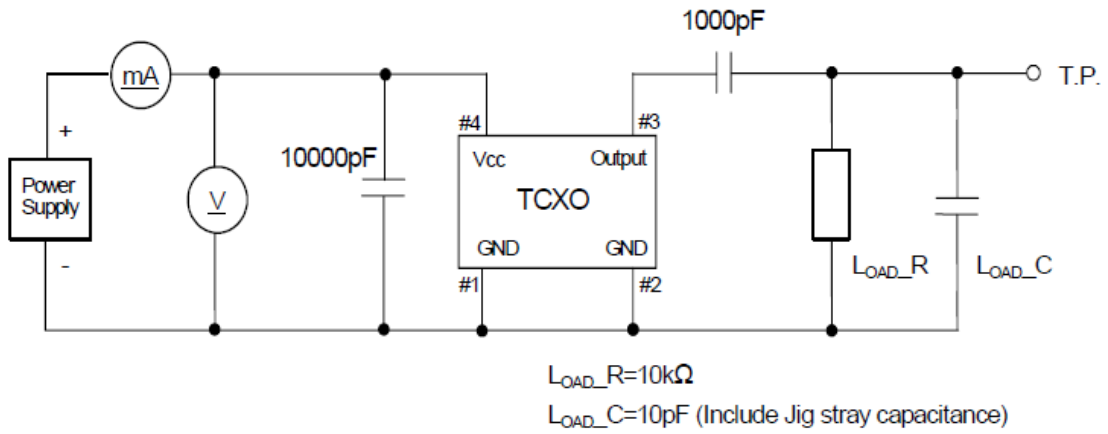 1000pF
mA
T.P.
+
#4
#3
10000pF
Vcc
Output
Power
Supply
V
TCXO
GND
GND
-
#1
#2
LOAD_R
LOAD_C
LOAD_R=10kΩ
LOAD_C=10pF (Include Jig stray capacitance)